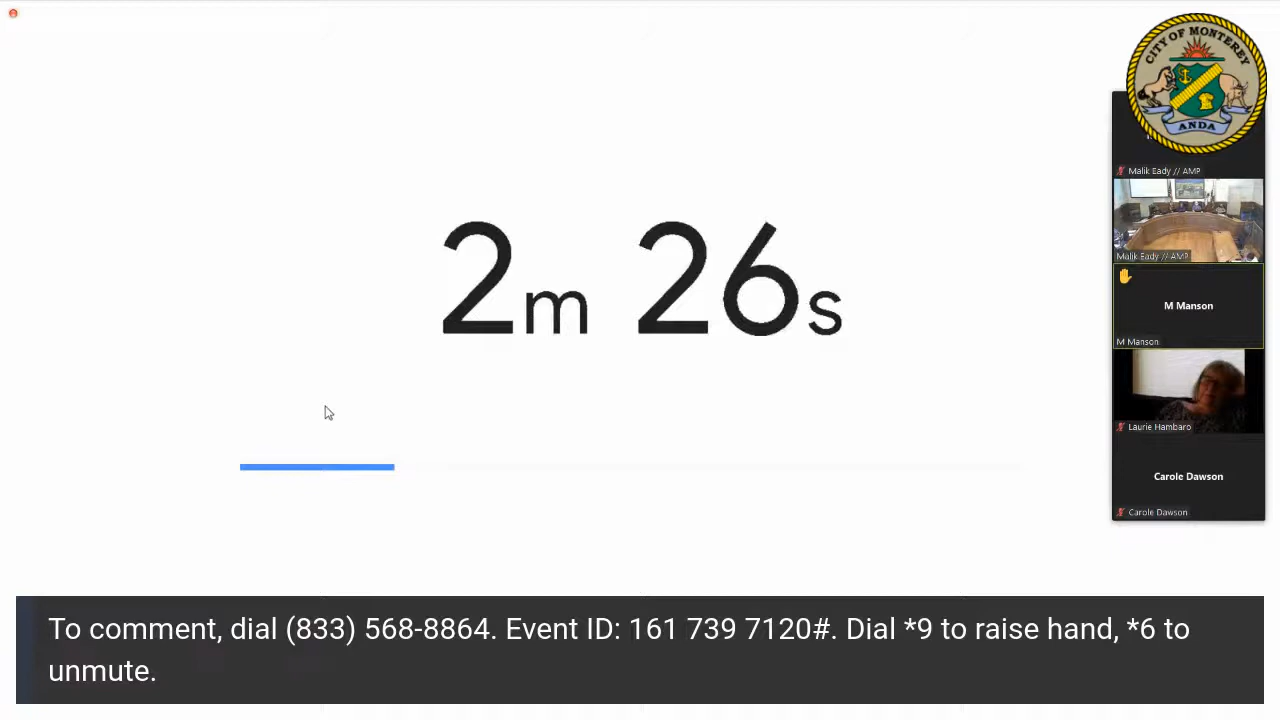 CITY OF MONTEREY
ANDA
Malik Eady // AMP
Malik Eady // AMP
2m 26s
M Manson
M Manson
Laurie Hambaro
Carole Dawson
Carole Dawson
To comment, dial (833) 568-8864. Event ID: 161 739 7120#. Dial *9 to raise hand, *6 to
unmute.